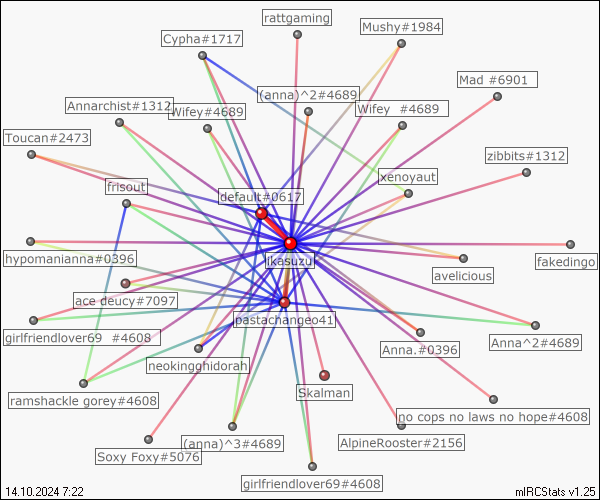 rattgaming
Mushy#1984
Cypha#1717
Mad #6901
(anna)^2#4689
Annarchist#1312
Wifey#4689
Wifey #4689
Toucan#2473
zibbits#1312
xenoyaut
frisout
default#0617
hypomanianna#0396
ikasuzu
avelicious
fakedingo
ace deucy#7097
pastachangeo41
girlfriendlover69 #4608
Anna.#0396
Anna^2#4689
neokingghidorah
Skalman
ramshackle gorey#4608
no cops no laws no hope#4608
Soxy Foxy#5076
(anna)^3#4689
AlpineRooster#2156
girlfriendlover69#4608
14.10.2024 7:22
mIRCStats v1.25